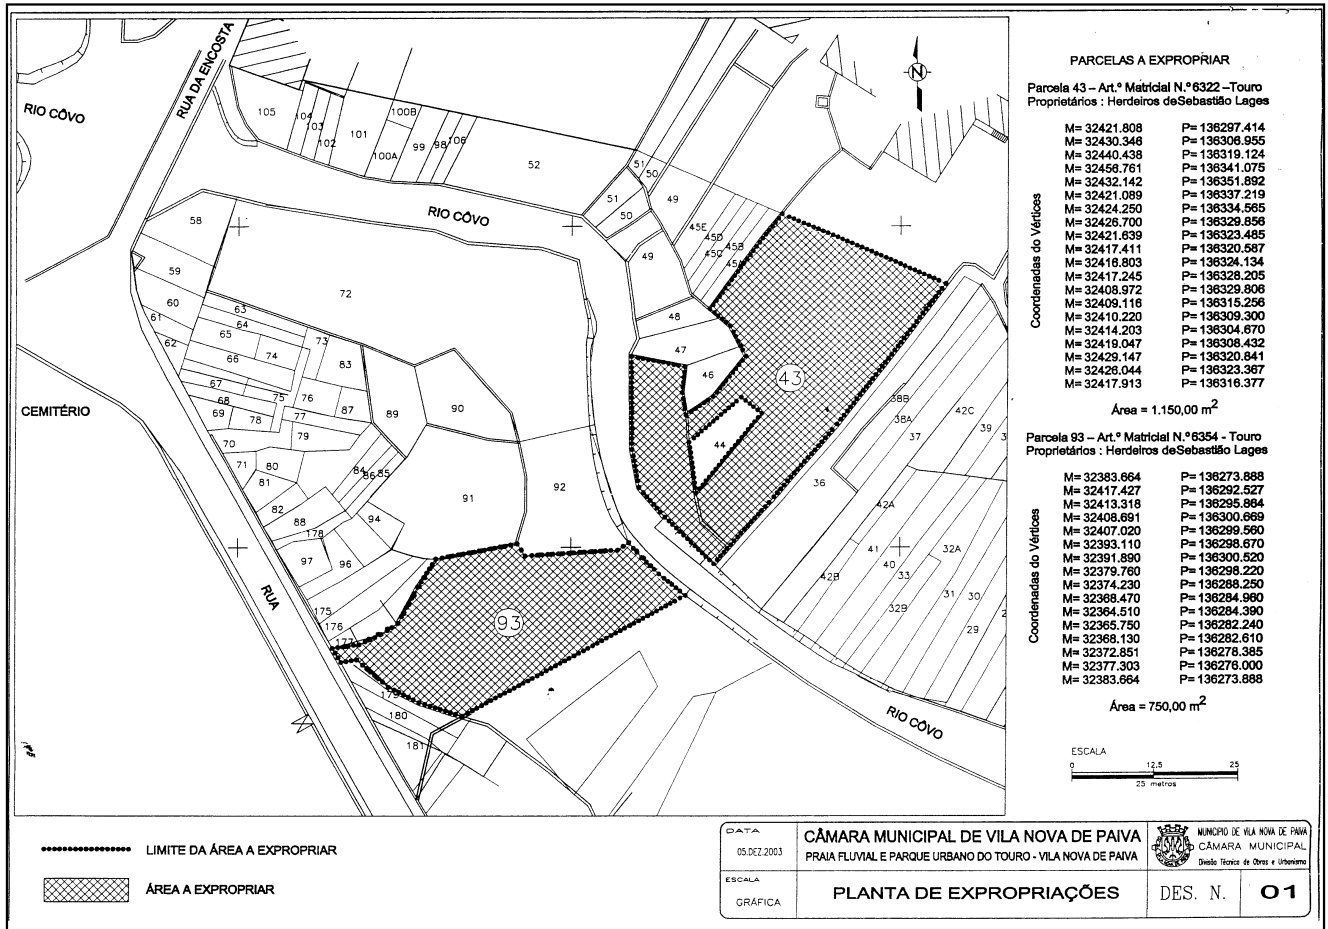 RIO CÔVO
RUA DA ENCOSTA
105
104
103
102
101
100B
100A
99
98
106
52
51
50
51
50
49
49
45E
45D
45C
45B
45A
48
47
46
43
44
RIO CÔVO
58
59
60
61
62
72
63
64
65
66
74
73
83
67
68
69
75
76
78
77
87
79
70
71
80
81
82
84
86
85
88
178
94
97
96
89
90
91
92
CEMITÉRIO
RUA
175
176
177
93
179
180
181
36
38B
38A
37
42C
39
42A
41
40
42B
33
32A
32B
31
30
29
RIO CÔVO
N
PARCELAS A EXPROPRIAR
Parcela 43 – Art.º Matricial N.º 6322 –Touro
Proprietários : Herdeiros deSebastião Lages
Coordenadas do Vértices
M= 32421.808 P= 136297.414
M= 32430.346 P= 136306.955
M= 32440.438 P= 136319.124
M= 32456.761 P= 136341.075
M= 32432.142 P= 136351.892
M= 32421.089 P= 136337.219
M= 32424.250 P= 136334.565
M= 32426.700 P= 136329.856
M= 32421.639 P= 136323.485
M= 32417.411 P= 136320.587
M= 32416.803 P= 136324.134
M= 32417.245 P= 136328.205
M= 32408.972 P= 136329.806
M= 32409.116 P= 136315.256
M= 32410.220 P= 136309.300
M= 32414.203 P= 136304.670
M= 32419.047 P= 136308.432
M= 32429.147 P= 136320.841
M= 32426.044 P= 136323.367
M= 32417.913 P= 136316.377
Área = 1.150,00 m²
Parcela 93 – Art.º Matricial N.º 6354 - Touro
Proprietários : Herdeiros deSebastião Lages
Coordenadas do Vértices
M= 32383.664 P= 136273.888
M= 32417.427 P= 136292.527
M= 32413.318 P= 136295.864
M= 32408.691 P= 136300.669
M= 32407.020 P= 136299.560
M= 32393.110 P= 136298.670
M= 32391.890 P= 136300.520
M= 32379.760 P= 136298.220
M= 32374.230 P= 136288.250
M= 32368.470 P= 136284.960
M= 32364.510 P= 136284.390
M= 32365.750 P= 136282.240
M= 32368.130 P= 136282.610
M= 32372.851 P= 136278.385
M= 32377.303 P= 136276.000
M= 32383.664 P= 136273.888
Área = 750,00 m²
ESCALA
0 12,5 25
25 metros
LIMITE DA ÁREA A EXPROPRIAR
ÁREA A EXPROPRIAR
DATA
05.DEZ.2003
ESCALA
GRÁFICA
CÂMARA MUNICIPAL DE VILA NOVA DE PAIVA
PRAIA FLUVIAL E PARQUE URBANO DO TOURO - VILA NOVA DE PAIVA
PLANTA DE EXPROPRIAÇÕES
MUNICIPIO DE VILA NOVA DE PAIVA
CÂMARA MUNICIPAL
Divisão Técnica de Obras e Urbanismo
DES. N. 01